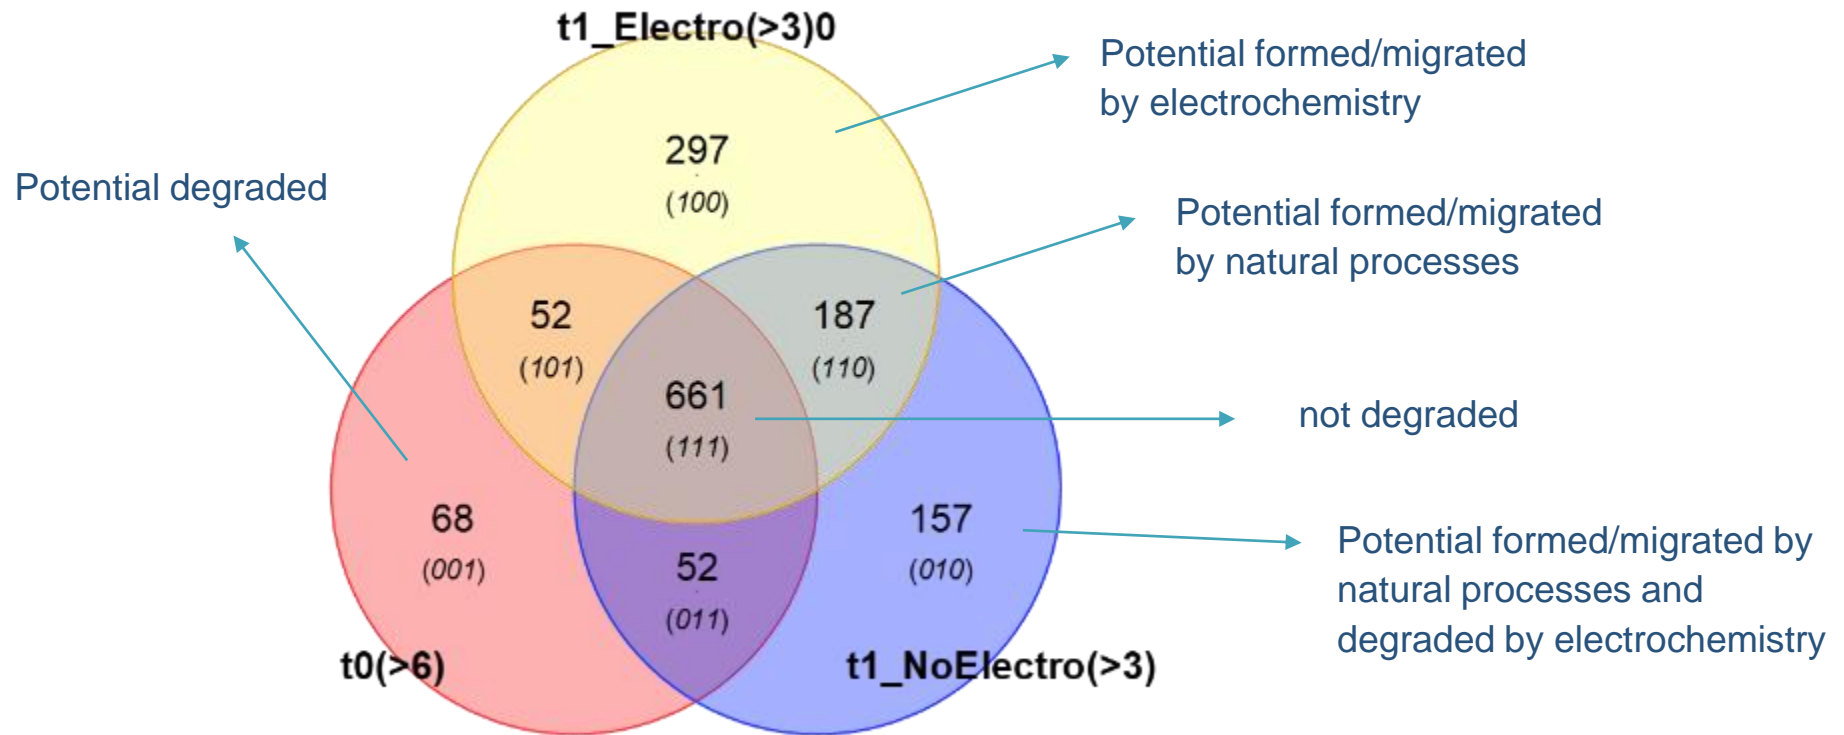 t1_Electro(>3)0
Potential formed/migrated
by electrochemistry
297
(100)
Potential degraded
Potential formed/migrated
by natural processes
52
(101)
187
(110)
661
(111)
not degraded
68
(001)
52
(011)
157
(010)
Potential formed/migrated by
natural processes and
degraded by electrochemistry
t0(>6)
t1_NoElectro(>3)